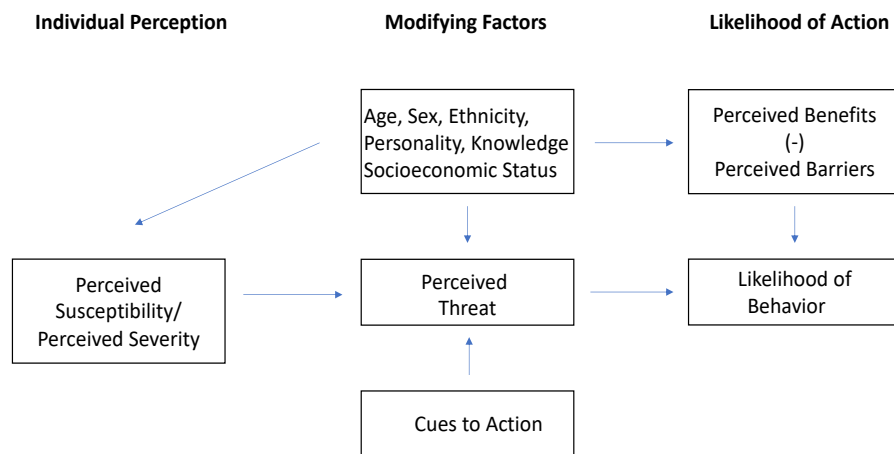 Individual Perception
Modifying Factors
Likelihood of Action
Age, Sex, Ethnicity,
Personality, Knowledge
Socioeconomic Status
Perceived Benefits
(-)
Perceived Barriers
Perceived
Susceptibility/
Perceived Severity
Perceived
Threat
Likelihood of
Behavior
Cues to Action